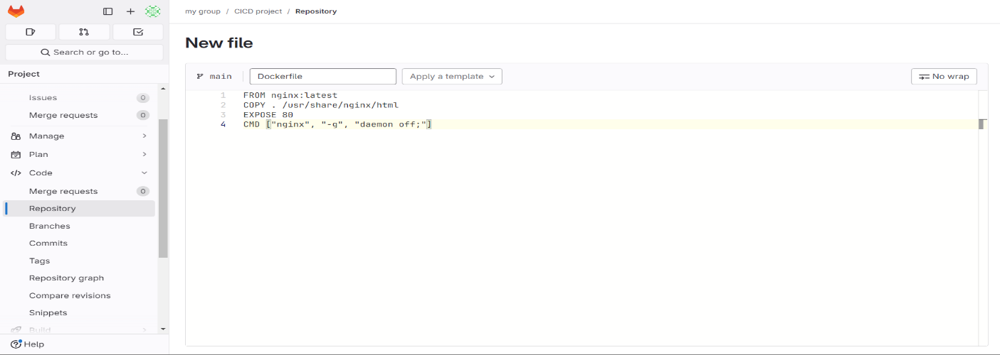 my group / CICD project / Repository
Search or go to...
Project
Issues 0
Merge requests 0
Manage
Plan
Code
Merge requests 0
Repository
Branches
Commits
Tags
Repository graph
Compare revisions
Snippets
Build
Help
New file
main Dockerfile Apply a template No wrap
1 FROM nginx:latest
2 COPY . /usr/share/nginx/html
3 EXPOSE 80
4 CMD ["nginx", "-g", "daemon off;"]